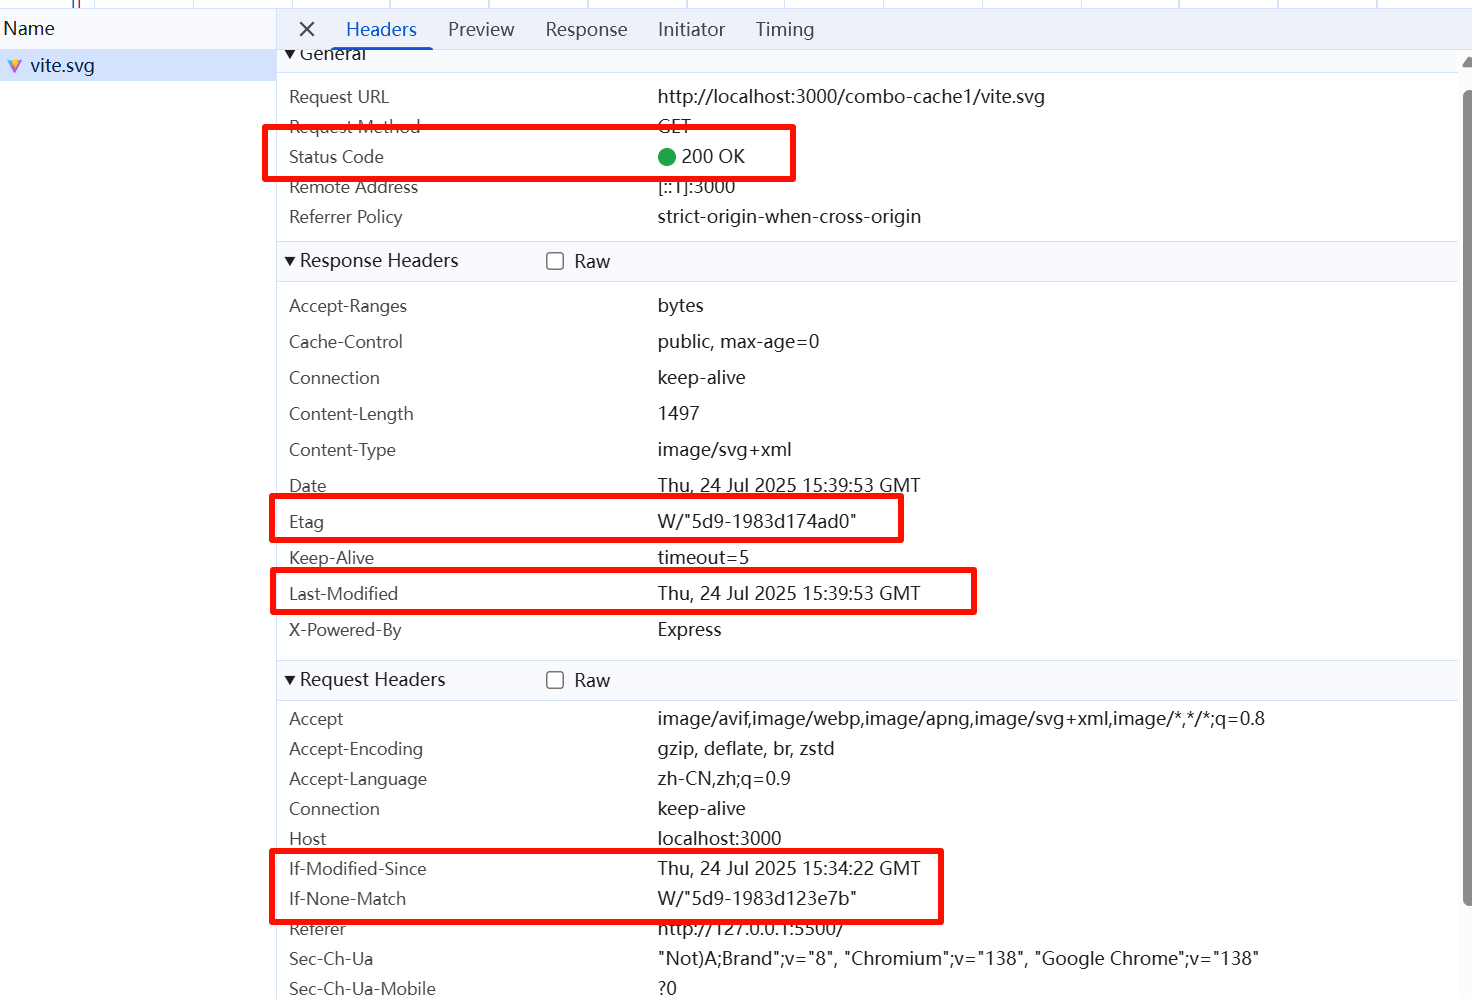 Name
Headers Preview Response Initiator Timing
vite.svg
General
Request URL http://localhost:3000/combo-cache1/vite.svg
Request Method GET
Status Code 200 OK
Remote Address [::1]:3000
Referrer Policy strict-origin-when-cross-origin
Response Headers Raw
Accept-Ranges bytes
Cache-Control public, max-age=0
Connection keep-alive
Content-Length 1497
Content-Type image/svg+xml
Date Thu, 24 Jul 2025 15:39:53 GMT
Etag W/"5d9-1983d174ad0"
Keep-Alive timeout=5
Last-Modified Thu, 24 Jul 2025 15:39:53 GMT
X-Powered-By Express
Request Headers Raw
Accept image/avif,image/webp,image/apng,image/svg+xml,image/*,*/*;q=0.8
Accept-Encoding gzip, deflate, br, zstd
Accept-Language zh-CN,zh;q=0.9
Connection keep-alive
Host localhost:3000
If-Modified-Since Thu, 24 Jul 2025 15:34:22 GMT
If-None-Match W/"5d9-1983d123e7b"
Referer http://127.0.0.1:5500/
Sec-Ch-Ua "Not)A;Brand";v="8", "Chromium";v="138", "Google Chrome";v="138"
Sec-Ch-Ua-Mobile ?0